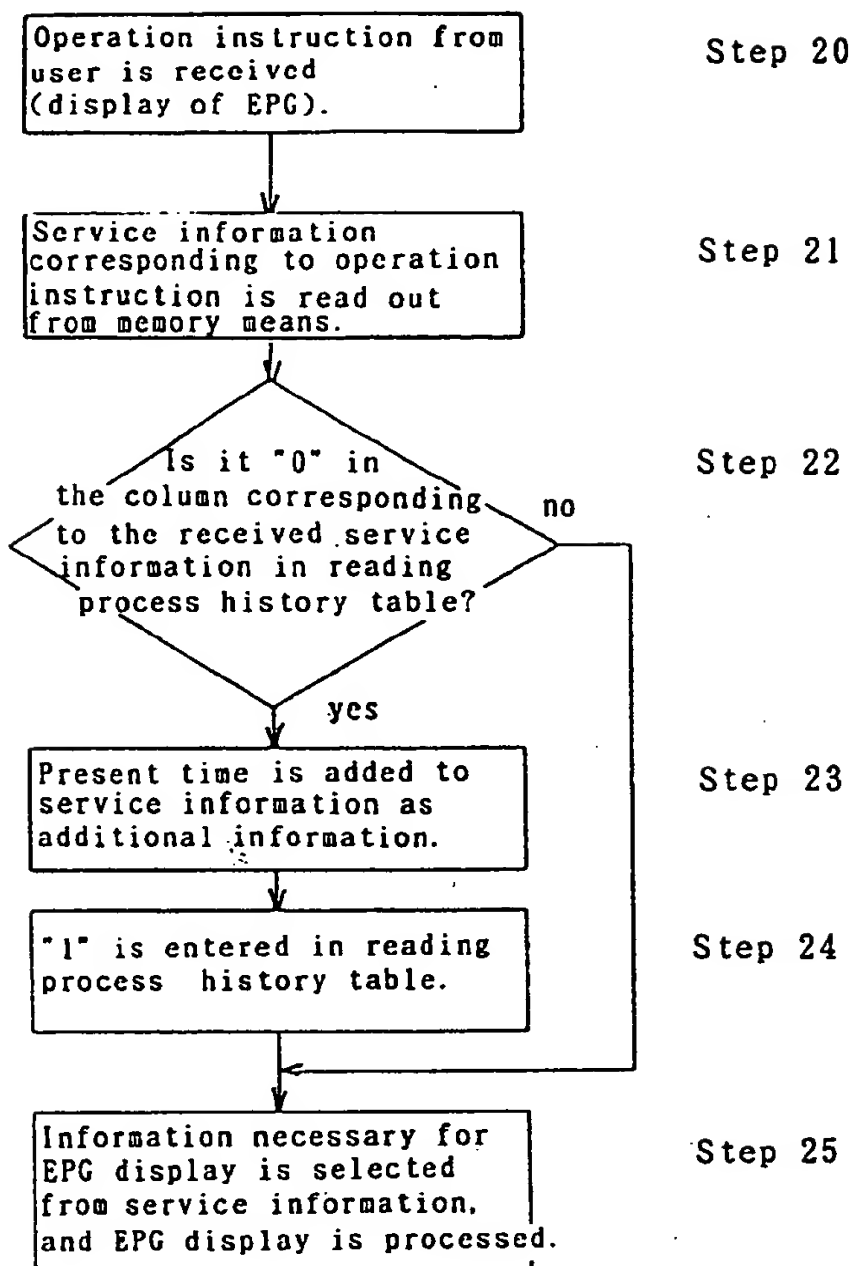 Operation instruction from
user is received
(display of EPG).
Step 20
Service information
corresponding to operation
instruction is read out
from memory means.
Step 21
Is it "0" in
the column corresponding
to the received service
information in reading
process history table?
Step 22
no
yes
Present time is added to
service information as
additional information.
Step 23
"1" is entered in reading
process history table.
Step 24
Information necessary for
EPG display is selected
from service information,
and EPG display is processed.
Step 25